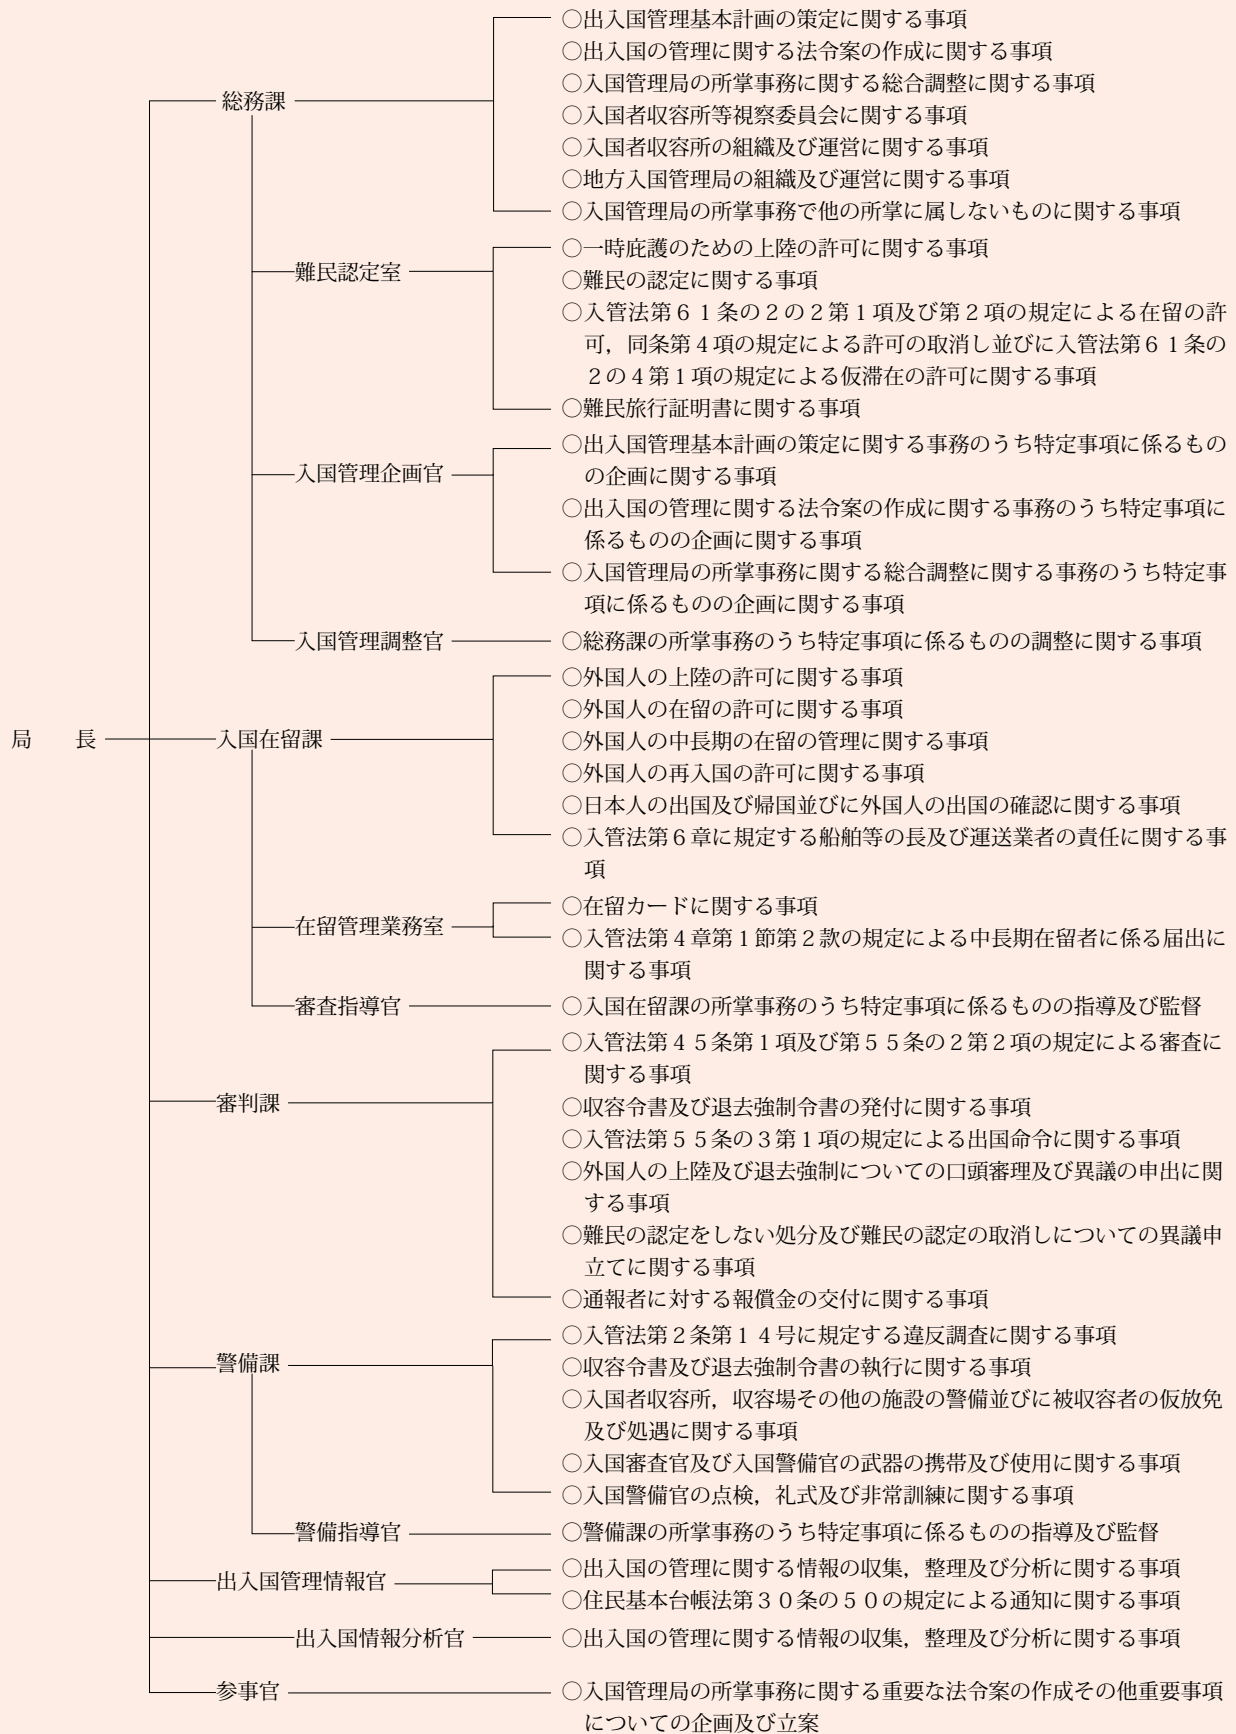 ○出入国管理基本計画の策定に関する事項
○出入国の管理に関する法令案の作成に関する事項
○入国管理局の所掌事務に関する総合調整に関する事項
総務課
○入国者収容所等視察委員会に関する事項
○入国者収容所の組織及び運営に関する事項
○地方入国管理局の組織及び運営に関する事項
○入国管理局の所掌事務で他の所掌に属しないものに関する事項
難民認定室
○一時庇護のための上陸の許可に関する事項
○難民の認定に関する事項
○入管法第61条の2の2第1項及び第2項の規定による在留の許
可，同条第4項の規定による許可の取消し並びに入管法第61条の
2の4第1項の規定による仮滞在の許可に関する事項
○難民旅行証明書に関する事項
入国管理企画官
○出入国管理基本計画の策定に関する事務のうち特定事項に係るもの
の企画に関する事項
○出入国の管理に関する法令案の作成に関する事務のうち特定事項に
係るものの企画に関する事項
○入国管理局の所掌事務に関する総合調整に関する事務のうち特定事
項に係るものの企画に関する事項
入国管理調整官
○総務課の所掌事務のうち特定事項に係るものの調整に関する事項
局　長
入国在留課
○外国人の上陸の許可に関する事項
○外国人の在留の許可に関する事項
○外国人の中長期の在留の管理に関する事項
○外国人の再入国の許可に関する事項
○日本人の出国及び帰国並びに外国人の出国の確認に関する事項
○入管法第6章に規定する船舶等の長及び運送業者の責任に関する事
項
在留管理業務室
○在留カードに関する事項
○入管法第4章第1節第2款の規定による中長期在留者に係る届出に
関する事項
審査指導官
○入国在留課の所掌事務のうち特定事項に係るものの指導及び監督
審判課
○入管法第45条第1項及び第55条の2第2項の規定による審査に
関する事項
○収容令書及び退去強制令書の発付に関する事項
○入管法第55条の3第1項の規定による出国命令に関する事項
○外国人の上陸及び退去強制についての口頭審理及び異議の申出に関
する事項
○難民の認定をしない処分及び難民の認定の取消しについての異議申
立てに関する事項
○通報者に対する報償金の交付に関する事項
警備課
○入管法第2条第14号に規定する違反調査に関する事項
○収容令書及び退去強制令書の執行に関する事項
○入国者収容所，収容場その他の施設の警備並びに被収容者の仮放免
及び処遇に関する事項
○入国審査官及び入国警備官の武器の携帯及び使用に関する事項
○入国警備官の点検，礼式及び非常訓練に関する事項
警備指導官
○警備課の所掌事務のうち特定事項に係るものの指導及び監督
出入国管理情報官
○出入国の管理に関する情報の収集，整理及び分析に関する事項
○住民基本台帳法第30条の50の規定による通知に関する事項
出入国情報分析官
○出入国の管理に関する情報の収集，整理及び分析に関する事項
参事官
○入国管理局の所掌事務に関する重要な法令案の作成その他重要事項
についての企画及び立案